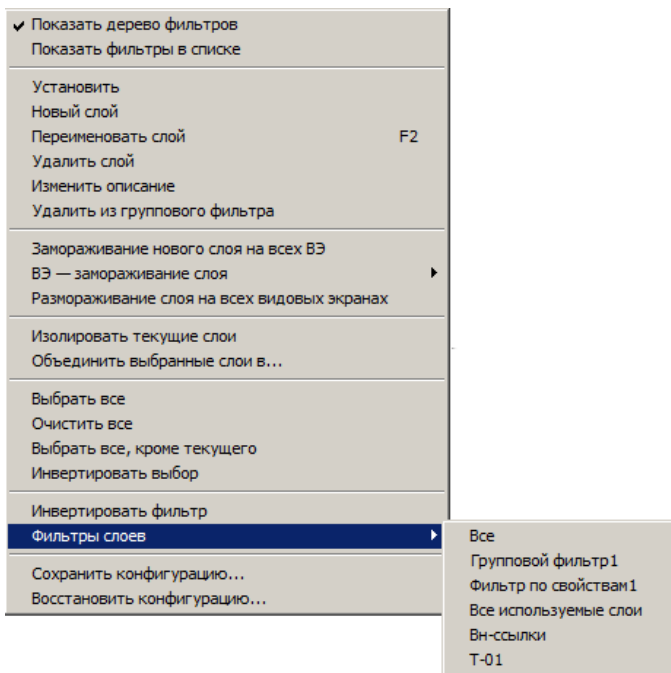 Показать дерево фильтров
Показать фильтры в списке
Установить
Новый слой
Переименовать слой F2
Удалить слой
Изменить описание
Удалить из группового фильтра
Замораживание нового слоя на всех ВЭ
ВЭ — замораживание слоя
Размораживание слоя на всех видовых экранах
Изолировать текущие слои
Объединить выбранные слои в...
Выбрать все
Очистить все
Выбрать все, кроме текущего
Инвертировать выбор
Инвертировать фильтр
Фильтры слоев
Сохранить конфигурацию...
Восстановить конфигурацию...
Все
Групповой фильтр1
Фильтр по свойствам1
Все используемые слои
Вн-ссылки
Т-01